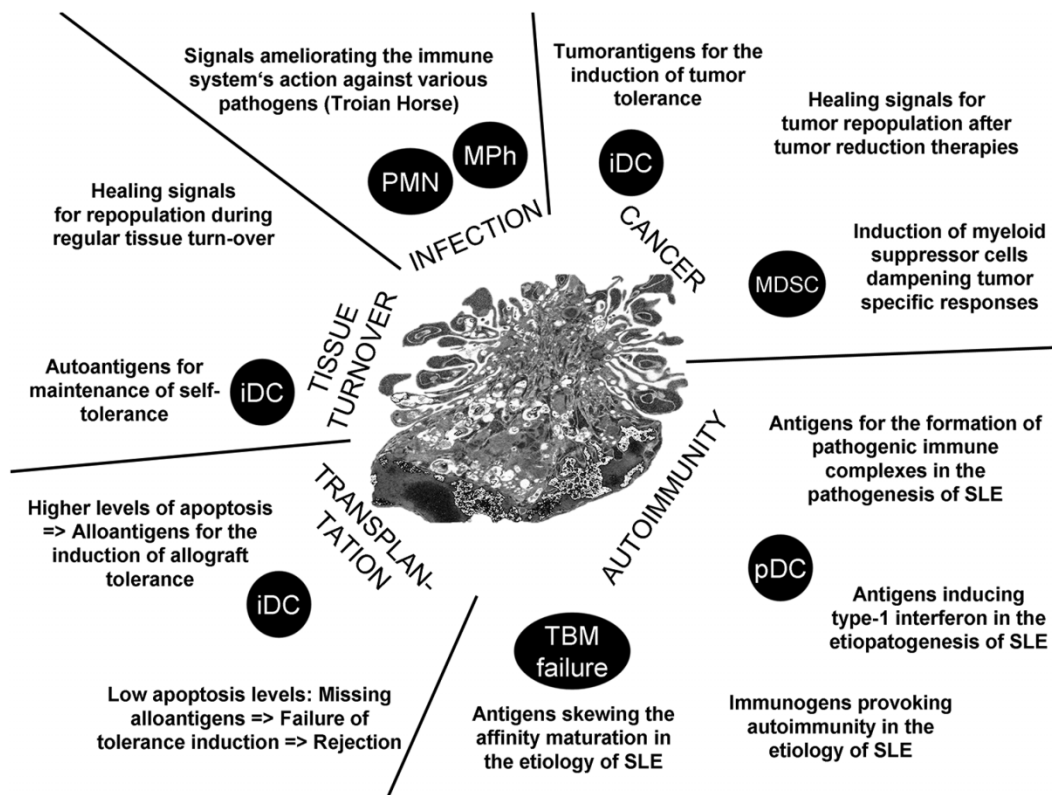 Signals ameliorating the immune
system‘s action against various
pathogens (Troian Horse)
PMN
MPh
INFECTION
Tumorantigens for the
induction of tumor
tolerance
iDC
Healing signals for
tumor repopulation after
tumor reduction therapies
CANCER
Induction of myeloid
suppressor cells
dampening tumor
specific responses
MDSC
Healing signals
for repopulation during
regular tissue turn-over
TISSUE
TURNOVER
Autoantigens for
maintenance of self-
tolerance
iDC
Higher levels of apoptosis
=> Alloantigens for the
induction of allograft
tolerance
iDC
TRANSPLAN-
TATION
Low apoptosis levels: Missing
alloantigens => Failure of
tolerance induction => Rejection
AUTOIMMUNITY
Antigens for the formation of
pathogenic immune
complexes in the
pathogenesis of SLE
pDC
Antigens inducing
type-1 interferon in the
etiopatogenesis of SLE
TBM
failure
Antigens skewing the
affinity maturation in
the etiology of SLE
Immunogens provoking
autoimmunity in the
etiology of SLE